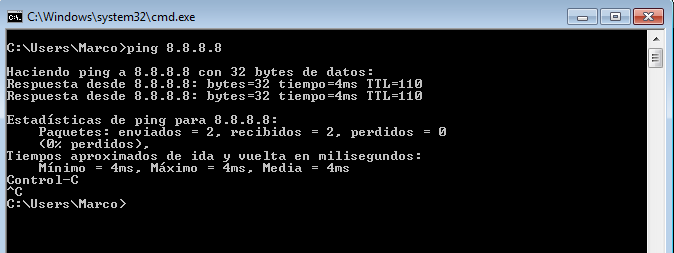 C:\Windows\system32\cmd.exe
C:\Users\Marco>ping 8.8.8.8
Haciendo ping a 8.8.8.8 con 32 bytes de datos:
Respuesta desde 8.8.8.8: bytes=32 tiempo=4ms TTL=110
Respuesta desde 8.8.8.8: bytes=32 tiempo=4ms TTL=110
Estadísticas de ping para 8.8.8.8:
Paquetes: enviados = 2, recibidos = 2, perdidos = 0
(0% perdidos),
Tiempos aproximados de ida y vuelta en milisegundos:
Mínimo = 4ms, Máximo = 4ms, Media = 4ms
Control-C
^C
C:\Users\Marco>